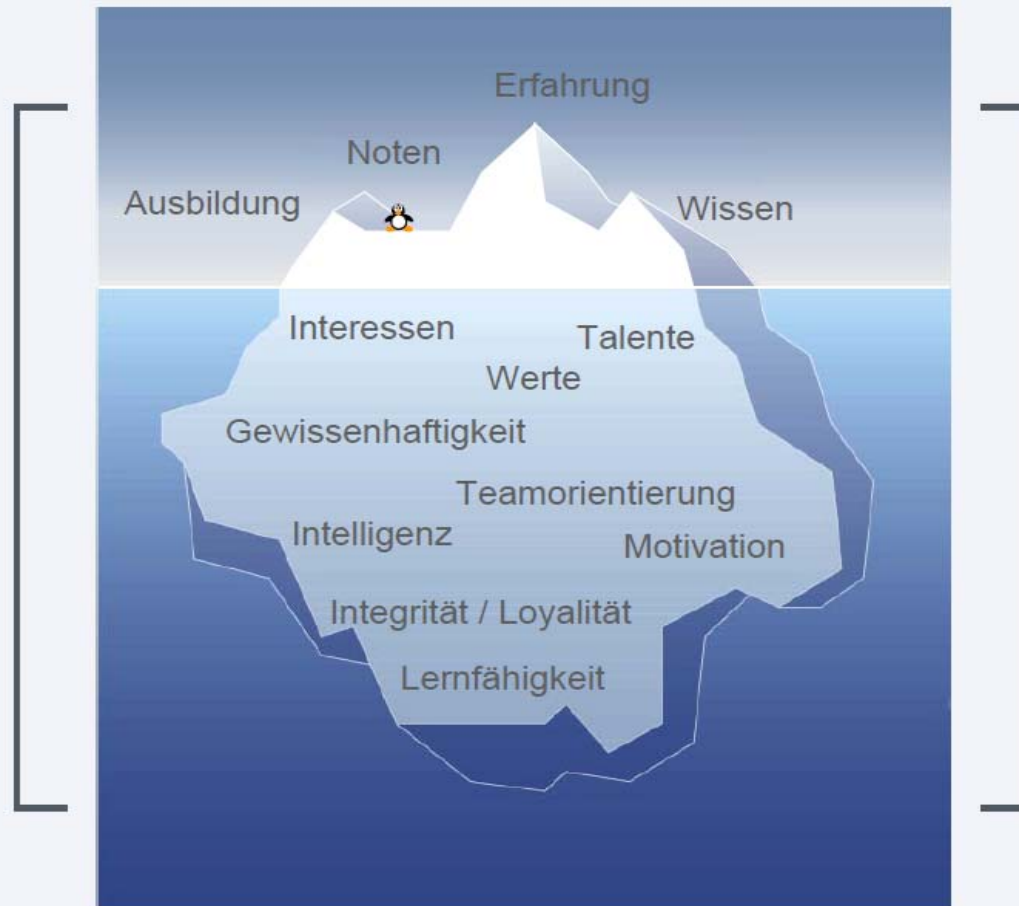 Erfahrung
Noten
Ausbildung
Wissen
Interessen
Talente
Werte
Gewissenhaftigkeit
Teamorientierung
Intelligenz
Motivation
Integrität / Loyalität
Lernfähigkeit